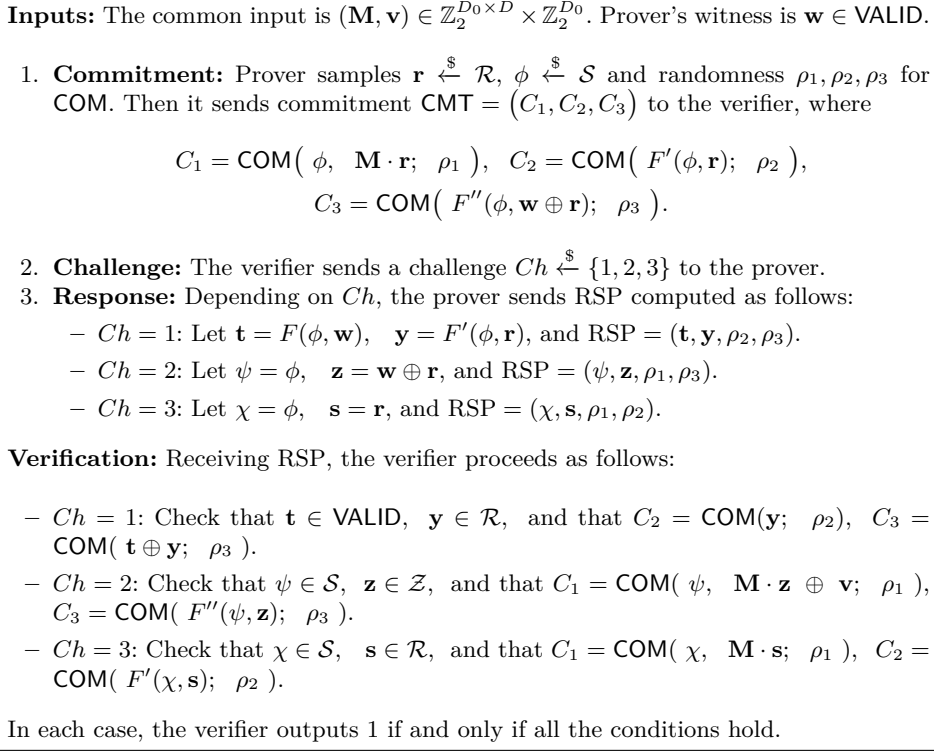 Inputs: The common input is (M, v) ∈ ℤ₂^{D₀×D} × ℤ₂^{D₀}. Prover's witness is w ∈ VALID.
1. Commitment: Prover samples r ←$ ℛ, ϕ ←$ 𝒮 and randomness ρ₁, ρ₂, ρ₃ for
COM. Then it sends commitment CMT = (C₁, C₂, C₃) to the verifier, where
C₁ = COM( ϕ, M · r; ρ₁ ), C₂ = COM( F′(ϕ, r); ρ₂ ),
C₃ = COM( F′′(ϕ, w ⊕ r); ρ₃ ).
2. Challenge: The verifier sends a challenge Ch ←$ {1, 2, 3} to the prover.
3. Response: Depending on Ch, the prover sends RSP computed as follows:
– Ch = 1: Let t = F(ϕ, w), y = F′(ϕ, r), and RSP = (t, y, ρ₂, ρ₃).
– Ch = 2: Let ψ = ϕ, z = w ⊕ r, and RSP = (ψ, z, ρ₁, ρ₃).
– Ch = 3: Let χ = ϕ, s = r, and RSP = (χ, s, ρ₁, ρ₂).
Verification: Receiving RSP, the verifier proceeds as follows:
– Ch = 1: Check that t ∈ VALID, y ∈ ℛ, and that C₂ = COM(y; ρ₂), C₃ =
COM( t ⊕ y; ρ₃ ).
– Ch = 2: Check that ψ ∈ 𝒮, z ∈ 𝒵, and that C₁ = COM( ψ, M · z ⊕ v; ρ₁ ),
C₃ = COM( F′′(ψ, z); ρ₃ ).
– Ch = 3: Check that χ ∈ 𝒮, s ∈ ℛ, and that C₁ = COM( χ, M · s; ρ₁ ), C₂ =
COM( F′(χ, s); ρ₂ ).
In each case, the verifier outputs 1 if and only if all the conditions hold.